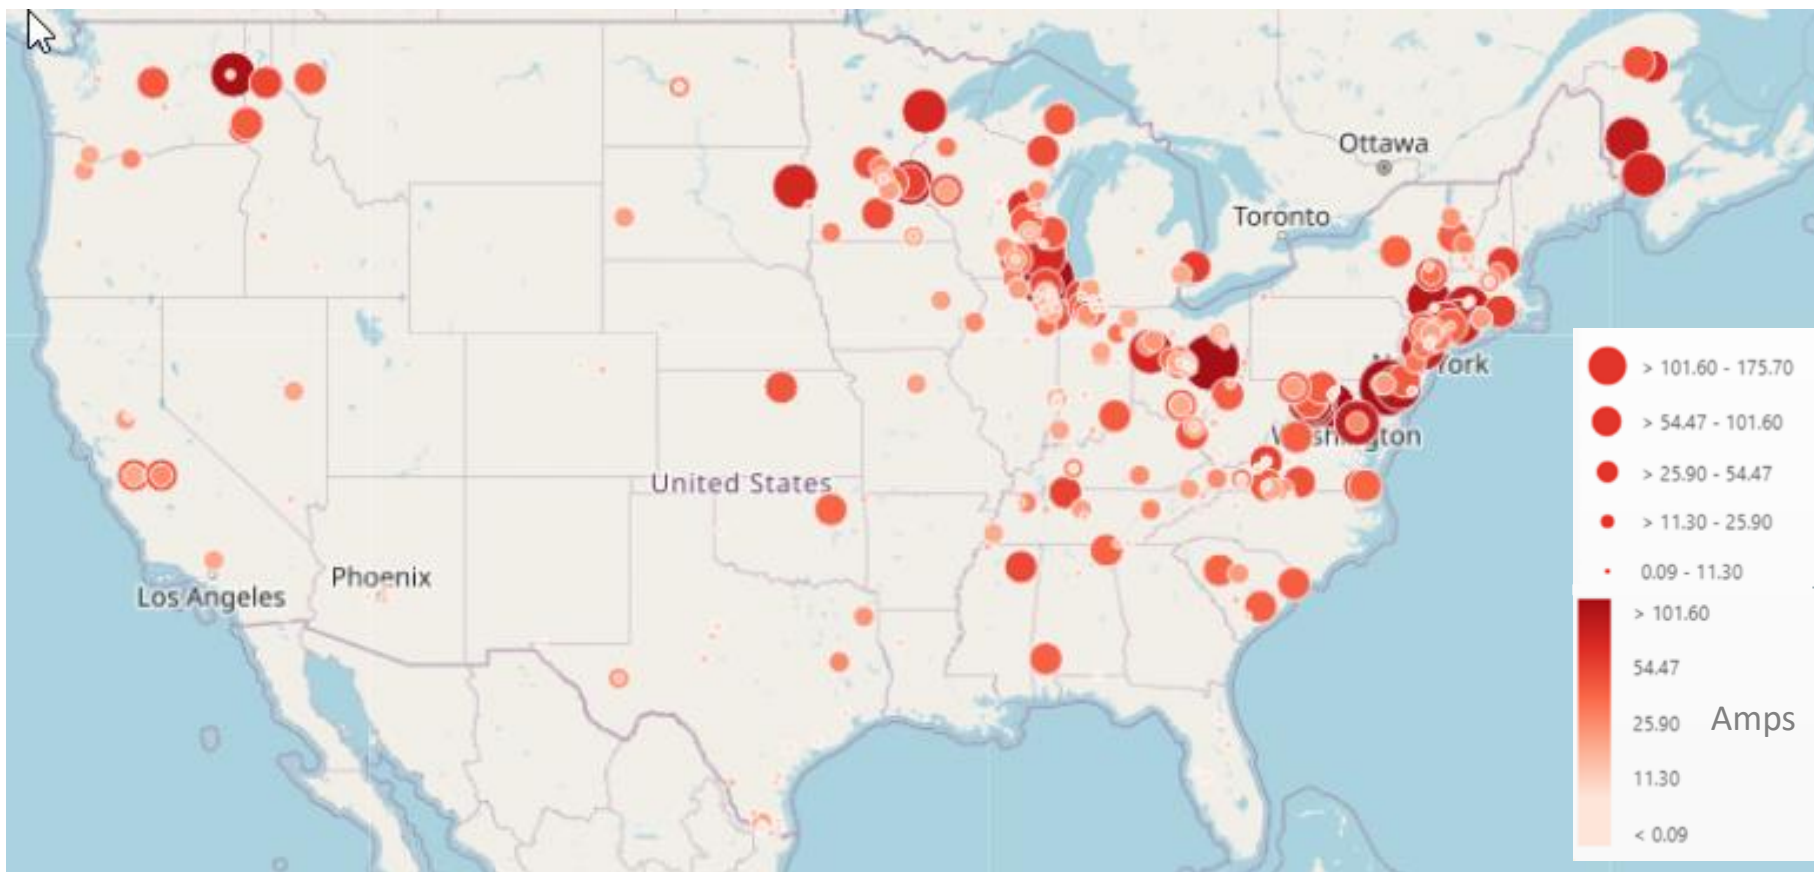 Ottawa
Toronto
New York
Washington
United States
Phoenix
Los Angeles
> 101.60 - 175.70
> 54.47 - 101.60
> 25.90 - 54.47
> 11.30 - 25.90
0.09 - 11.30
> 101.60
54.47
25.90
Amps
11.30
< 0.09